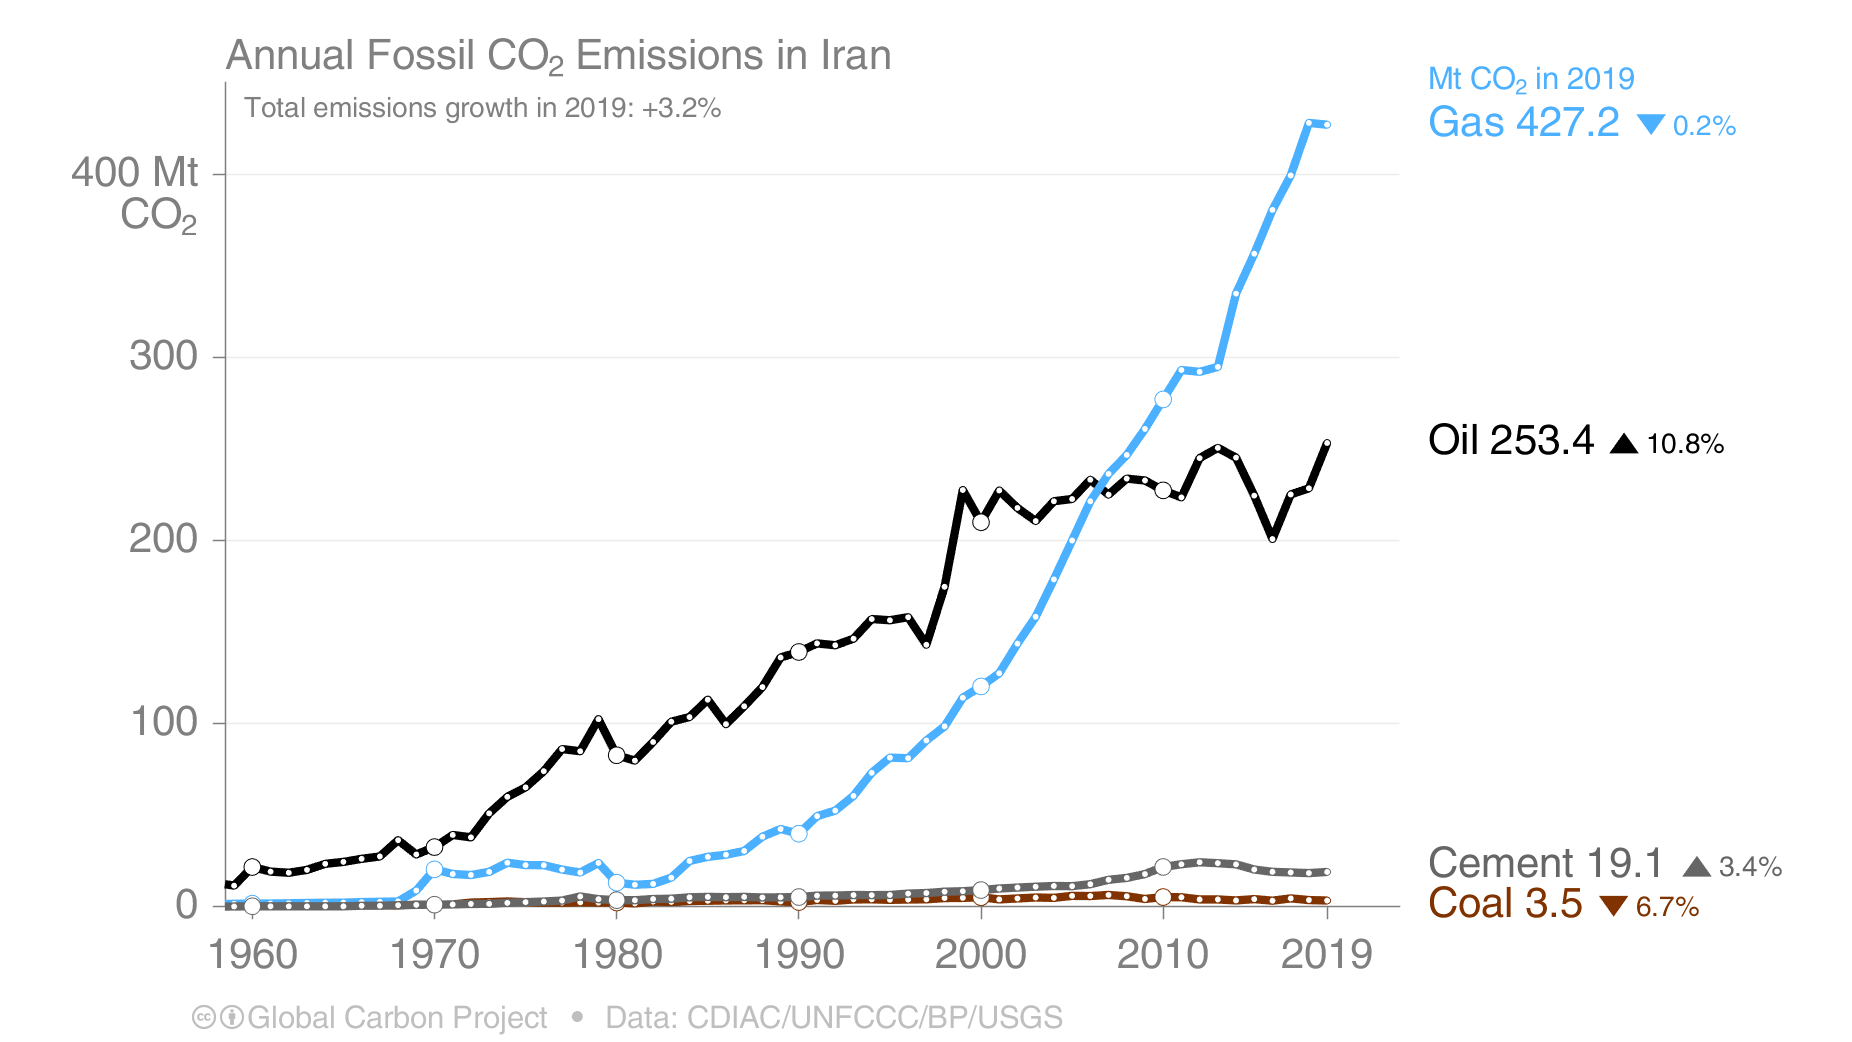 Annual Fossil CO₂ Emissions in Iran
Total emissions growth in 2019: +3.2%
Mt CO₂ in 2019
Gas 427.2 ▼ 0.2%
400 Mt
CO₂
300
Oil 253.4 ▲ 10.8%
200
100
Cement 19.1 ▲ 3.4%
0
Coal 3.5 ▼ 6.7%
1960 1970 1980 1990 2000 2010 2019
cc Global Carbon Project • Data: CDIAC/UNFCCC/BP/USGS